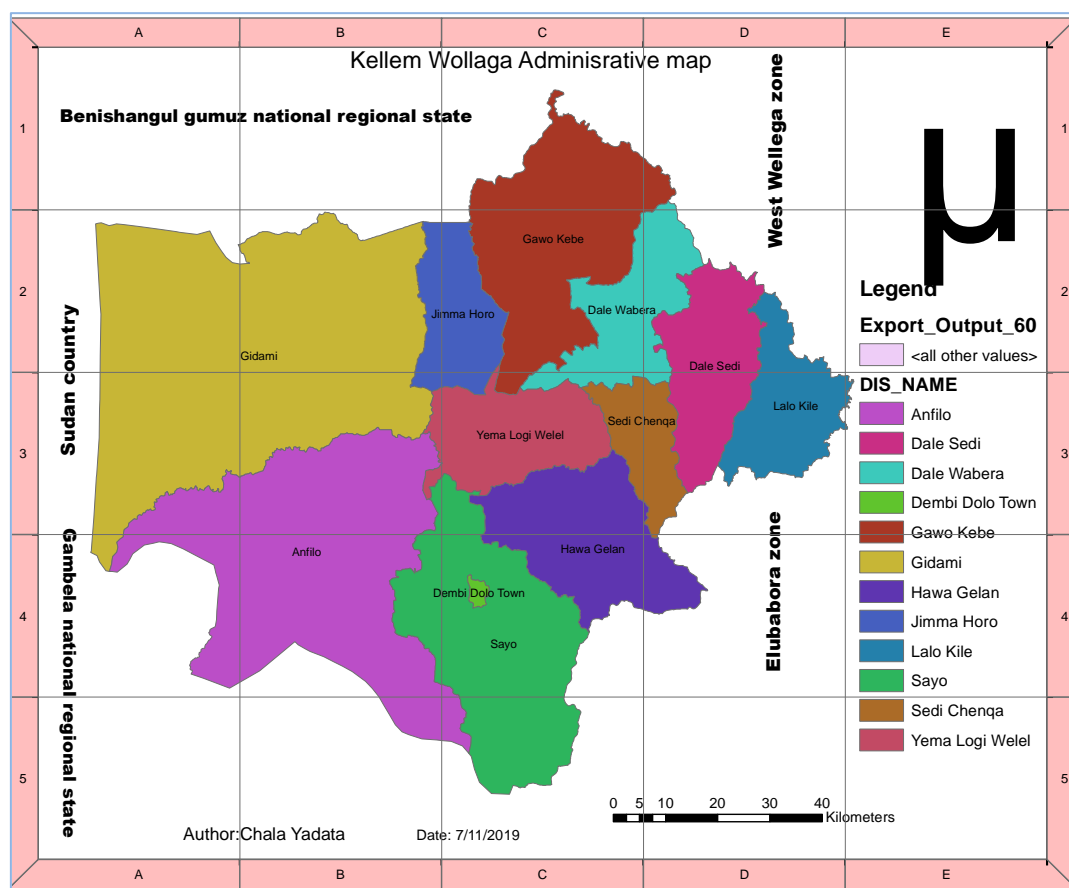 A B C D E
Kellem Wollaga Adminisrative map
Benishangul gumuz national regional state
West Wellega zone
1 1
µ
Gawo Kebe
2 2
Legend
Dale Wabera
Jimma Horo
Export_Output_60
Sudan country
Gidami
<all other values>
Dale Sedi
DIS_NAME
Lalo Kile
Anfilo
Sedi Chenqa
Yema Logi Welel
3 3
Dale Sedi
Dale Wabera
Dembi Dolo Town
Gawo Kebe
Gambela national regional state
Elubabora zone
Hawa Gelan
Anfilo
Gidami
Dembi Dolo Town
Hawa Gelan
4 4
Jimma Horo
Sayo
Lalo Kile
Sayo
Sedi Chenqa
Yema Logi Welel
5 5
0 5 10 20 30 40
Kilometers
Author:Chala Yadata
Date: 7/11/2019
A B C D E